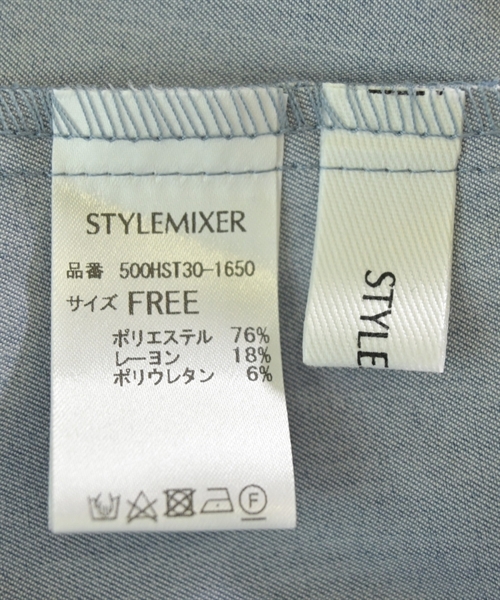 STYLEMIXER
品番 500HST30-1650
サイズ FREE
ポリエステル 76%
レーヨン 18%
ポリウレタン 6%
F
STYLE